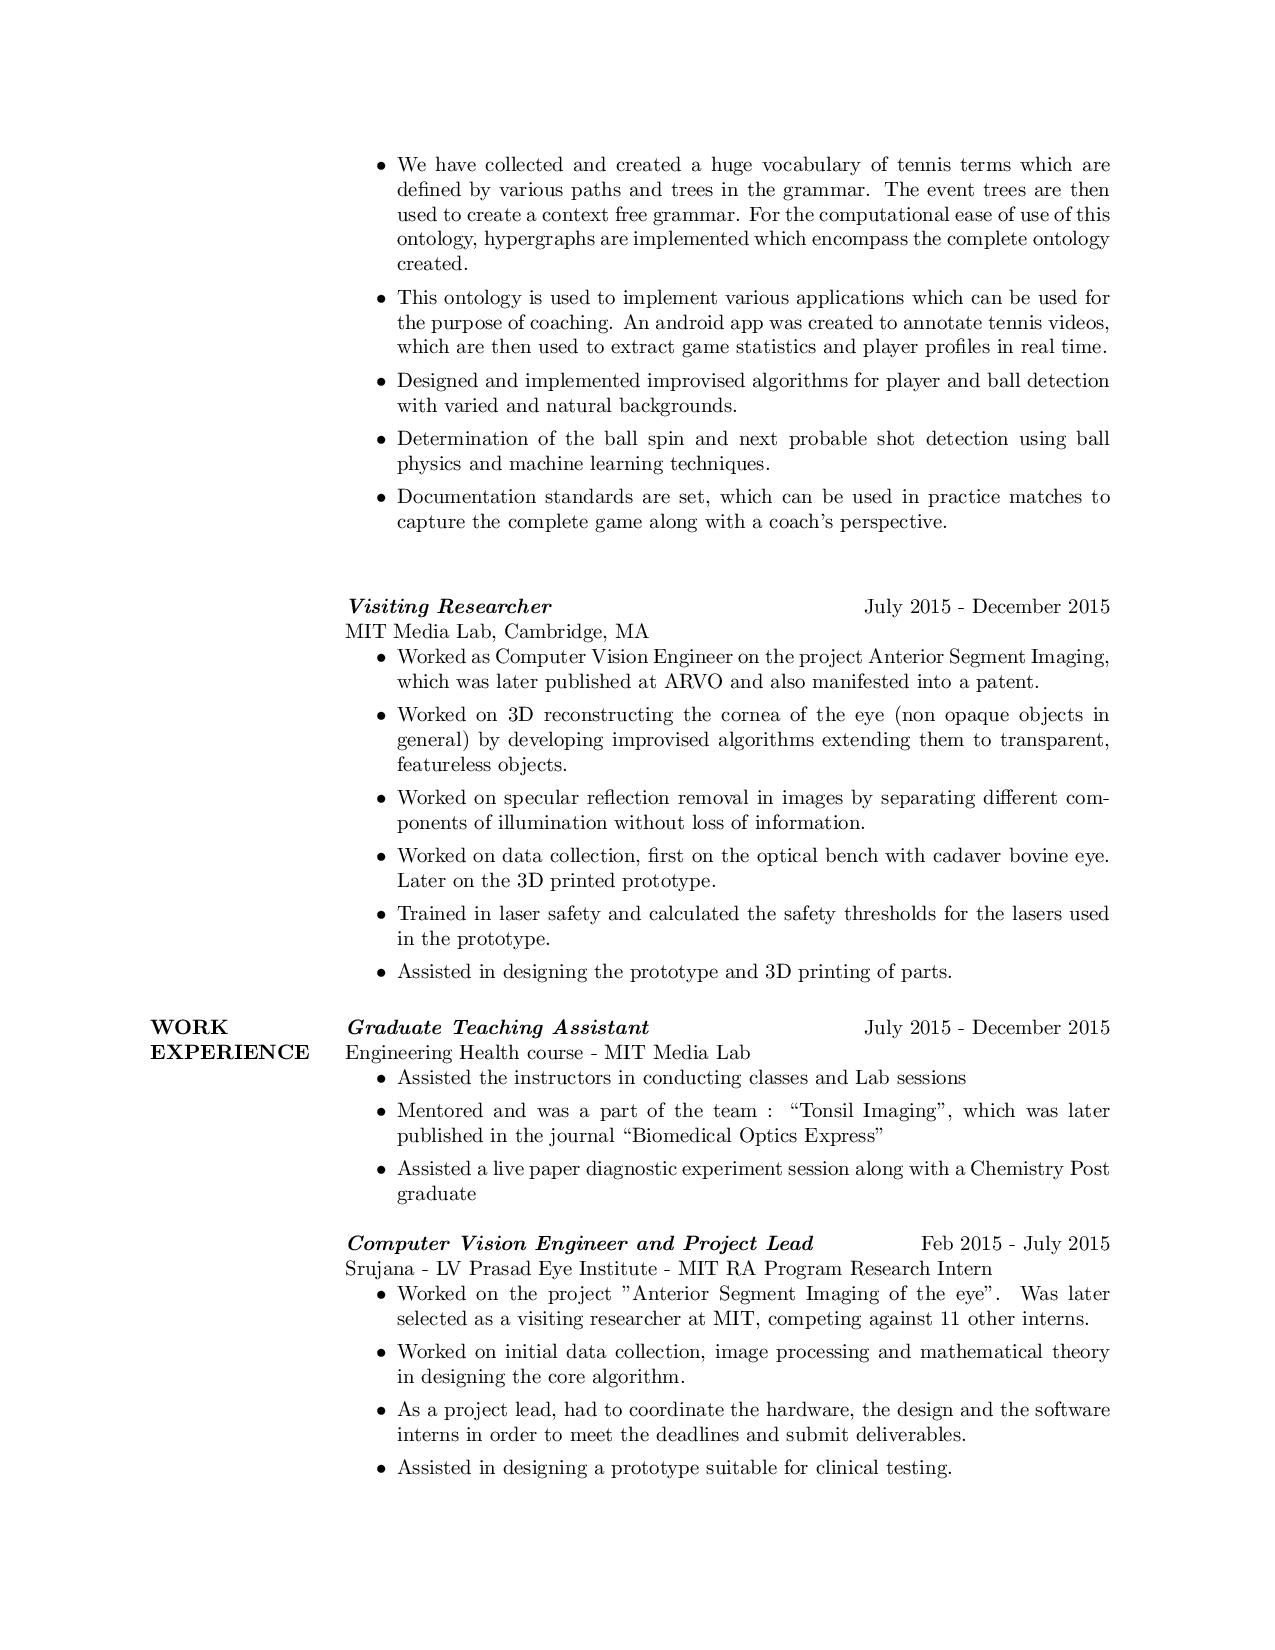 • We have collected and created a huge vocabulary of tennis terms which are
defined by various paths and trees in the grammar. The event trees are then
used to create a context free grammar. For the computational ease of use of this
ontology, hypergraphs are implemented which encompass the complete ontology
created.
• This ontology is used to implement various applications which can be used for
the purpose of coaching. An android app was created to annotate tennis videos,
which are then used to extract game statistics and player profiles in real time.
• Designed and implemented improvised algorithms for player and ball detection
with varied and natural backgrounds.
• Determination of the ball spin and next probable shot detection using ball
physics and machine learning techniques.
• Documentation standards are set, which can be used in practice matches to
capture the complete game along with a coach's perspective.
Visiting Researcher July 2015 - December 2015
MIT Media Lab, Cambridge, MA
• Worked as Computer Vision Engineer on the project Anterior Segment Imaging,
which was later published at ARVO and also manifested into a patent.
• Worked on 3D reconstructing the cornea of the eye (non opaque objects in
general) by developing improvised algorithms extending them to transparent,
featureless objects.
• Worked on specular reflection removal in images by separating different com-
ponents of illumination without loss of information.
• Worked on data collection, first on the optical bench with cadaver bovine eye.
Later on the 3D printed prototype.
• Trained in laser safety and calculated the safety thresholds for the lasers used
in the prototype.
• Assisted in designing the prototype and 3D printing of parts.
WORK
EXPERIENCE
Graduate Teaching Assistant July 2015 - December 2015
Engineering Health course - MIT Media Lab
• Assisted the instructors in conducting classes and Lab sessions
• Mentored and was a part of the team : “Tonsil Imaging”, which was later
published in the journal “Biomedical Optics Express”
• Assisted a live paper diagnostic experiment session along with a Chemistry Post
graduate
Computer Vision Engineer and Project Lead Feb 2015 - July 2015
Srujana - LV Prasad Eye Institute - MIT RA Program Research Intern
• Worked on the project ”Anterior Segment Imaging of the eye”. Was later
selected as a visiting researcher at MIT, competing against 11 other interns.
• Worked on initial data collection, image processing and mathematical theory
in designing the core algorithm.
• As a project lead, had to coordinate the hardware, the design and the software
interns in order to meet the deadlines and submit deliverables.
• Assisted in designing a prototype suitable for clinical testing.